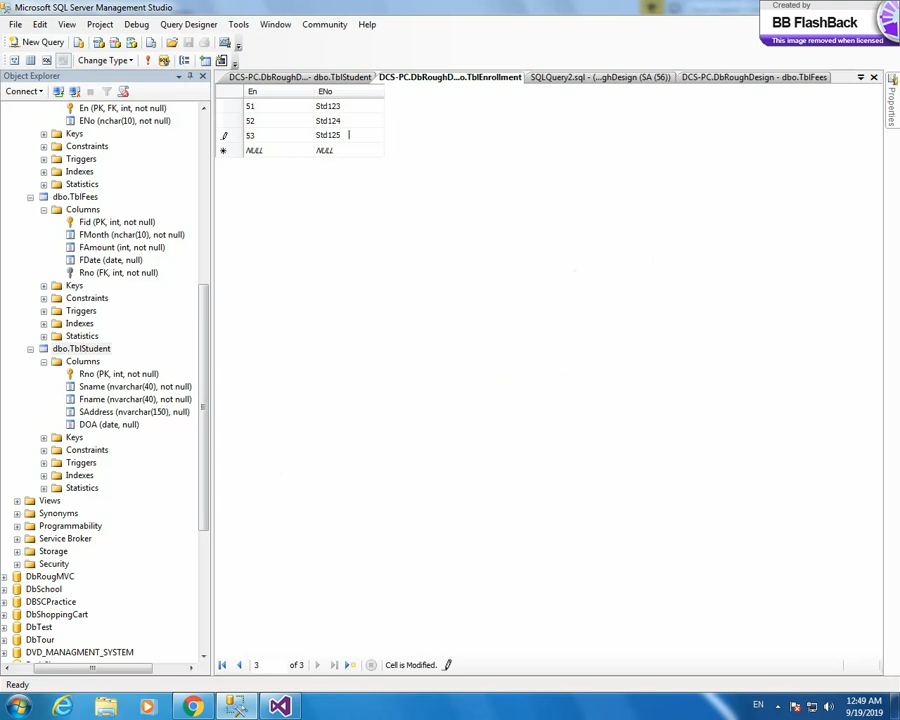 Microsoft SQL Server Management Studio
Created by
BB FlashBack
This image removed when licensed
File Edit View Project Debug Query Designer Tools Window Community Help
New Query
Change Type
Object Explorer
Connect
En (PK, FK, int, not null)
ENo (nchar(10), not null)
Keys
Constraints
Triggers
Indexes
Statistics
dbo.TblFees
Columns
Fid (PK, int, not null)
FMonth (nchar(10), not null)
FAmount (int, not null)
FDate (date, null)
Rno (FK, int, not null)
Keys
Constraints
Triggers
Indexes
Statistics
dbo.TblStudent
Columns
Rno (PK, int, not null)
Sname (nvarchar(40), not null)
Fname (nvarchar(40), not null)
SAddress (nvarchar(150), null)
DOA (date, null)
Keys
Constraints
Triggers
Indexes
Statistics
Views
Synonyms
Programmability
Service Broker
Storage
Security
DbRougMVC
DbSchool
DBSCPractice
DbShoppingCart
DbTest
DbTour
DVD_MANAGMENT_SYSTEM
DCS-PC.DbRoughD... - dbo.TblStudent DCS-PC.DbRoughD...o.TblEnrollment SQLQuery2.sql - (...ghDesign (SA (56)) DCS-PC.DbRoughDesign - dbo.TblFees
En ENo
51 Std123
52 Std124
53 Std125
NULL NULL
Properties
3 of 3 Cell is Modified.
Ready
EN 12:49 AM
9/19/2019